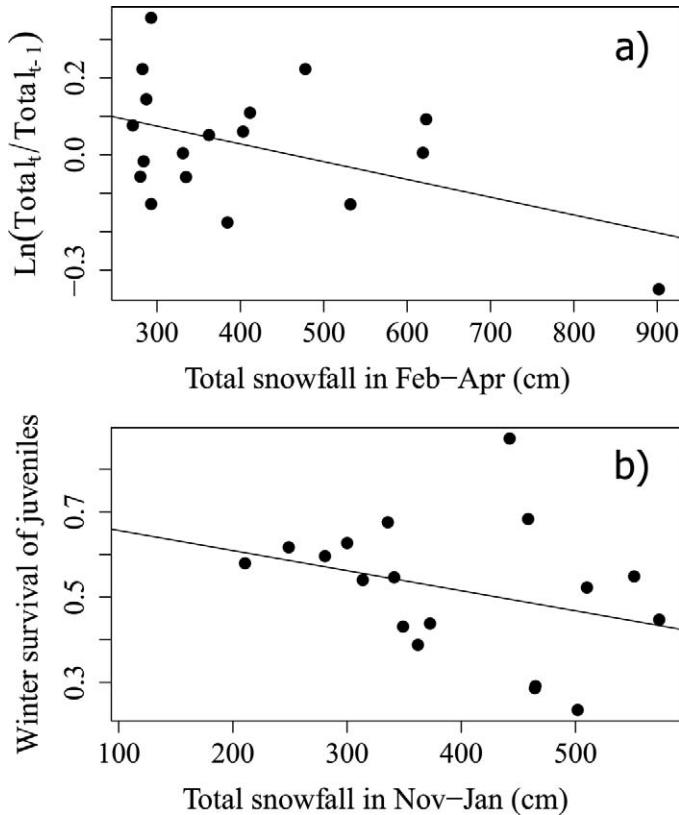 a)
Ln(Total_t/Total_{t-1})
0.2
0.0
−0.3
300 400 500 600 700 800 900
Total snowfall in Feb−Apr (cm)
b)
Winter survival of juveniles
0.7
0.5
0.3
100 200 300 400 500
Total snowfall in Nov−Jan (cm)